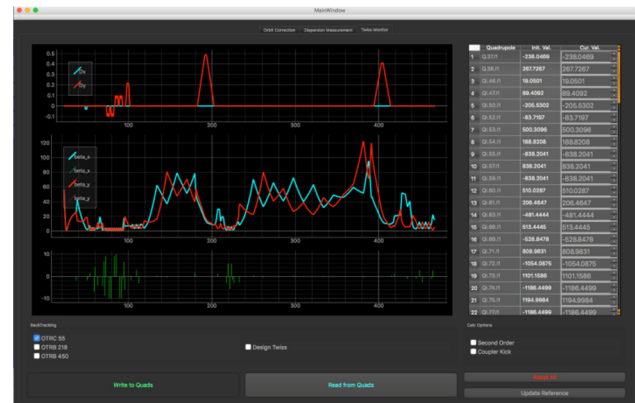 MainWindow
Orbit Correction Dispersion Measurement Twiss Monitor
Quadrupole Init. Val. Cur. Val.
0.5
0.4
0.3
0.2
0.1
0
-0.1
Dx
Dy
100 200 300 400
120
100
80
60
40
20
0
beta_x
beta_x
beta_y
beta_y
100 200 300 400
10
0
-10
100 200 300 400
1 -238.0469 -238.0469
2 267.7267 267.7267
3 19.0501 19.0501
4 89.4092 89.4092
5 -205.5302 -205.5302
6 -83.7197 -83.7197
7 500.3096 500.3096
8 188.8208 188.8208
9 -838.2041 -838.2041
10 838.2041 838.2041
11 -838.2041 -838.2041
12 510.0287 510.0287
13 206.4647 206.4647
14 -481.4444 -481.4444
15 513.4445 513.4445
16 -528.8478 -528.8478
17 808.9831 808.9831
18 -1054.0875 -1054.0875
19 1101.1586 1101.1586
20 -1186.4499 -1186.4499
21 1194.9984 1194.9984
22 -1186.4499 -1186.4499
BackTracking
OTRC 55
OTRB 218
OTRB 450
Design Twiss
Calc. Options
Second Order
Coupler Kick
Write to Quads
Read from Quads
Reset All
Update Reference